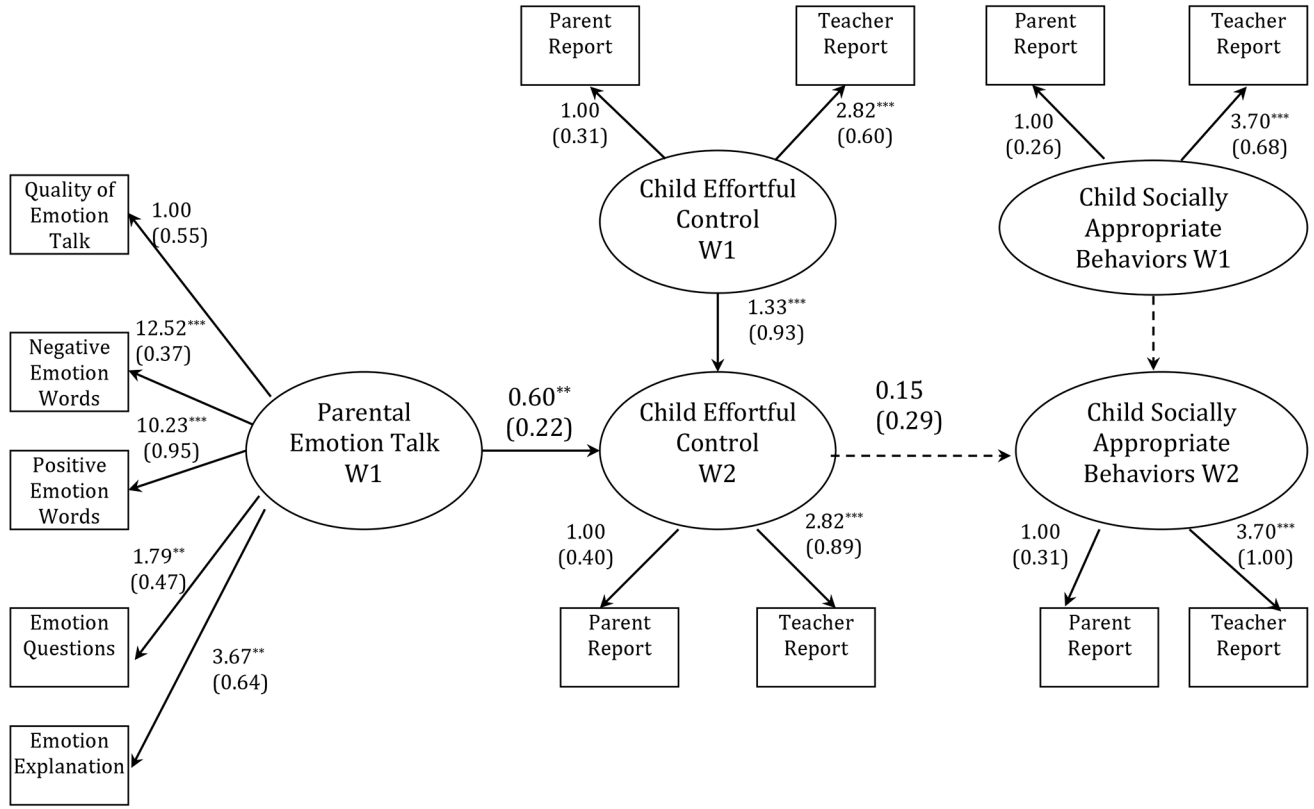 Parent
Report
Teacher
Report
Parent
Report
Teacher
Report
1.00
(0.31)
2.82***
(0.60)
1.00
(0.26)
3.70***
(0.68)
Child Effortful
Control
W1
Child Socially
Appropriate
Behaviors W1
Quality of
Emotion
Talk
1.00
(0.55)
1.33***
(0.93)
Negative
Emotion
Words
12.52***
(0.37)
Positive
Emotion
Words
10.23***
(0.95)
Parental
Emotion Talk
W1
0.60**
(0.22)
Child Effortful
Control
W2
0.15
(0.29)
Child Socially
Appropriate
Behaviors W2
1.79**
(0.47)
1.00
(0.40)
2.82***
(0.89)
1.00
(0.31)
3.70***
(1.00)
Emotion
Questions
3.67**
(0.64)
Parent
Report
Teacher
Report
Parent
Report
Teacher
Report
Emotion
Explanation